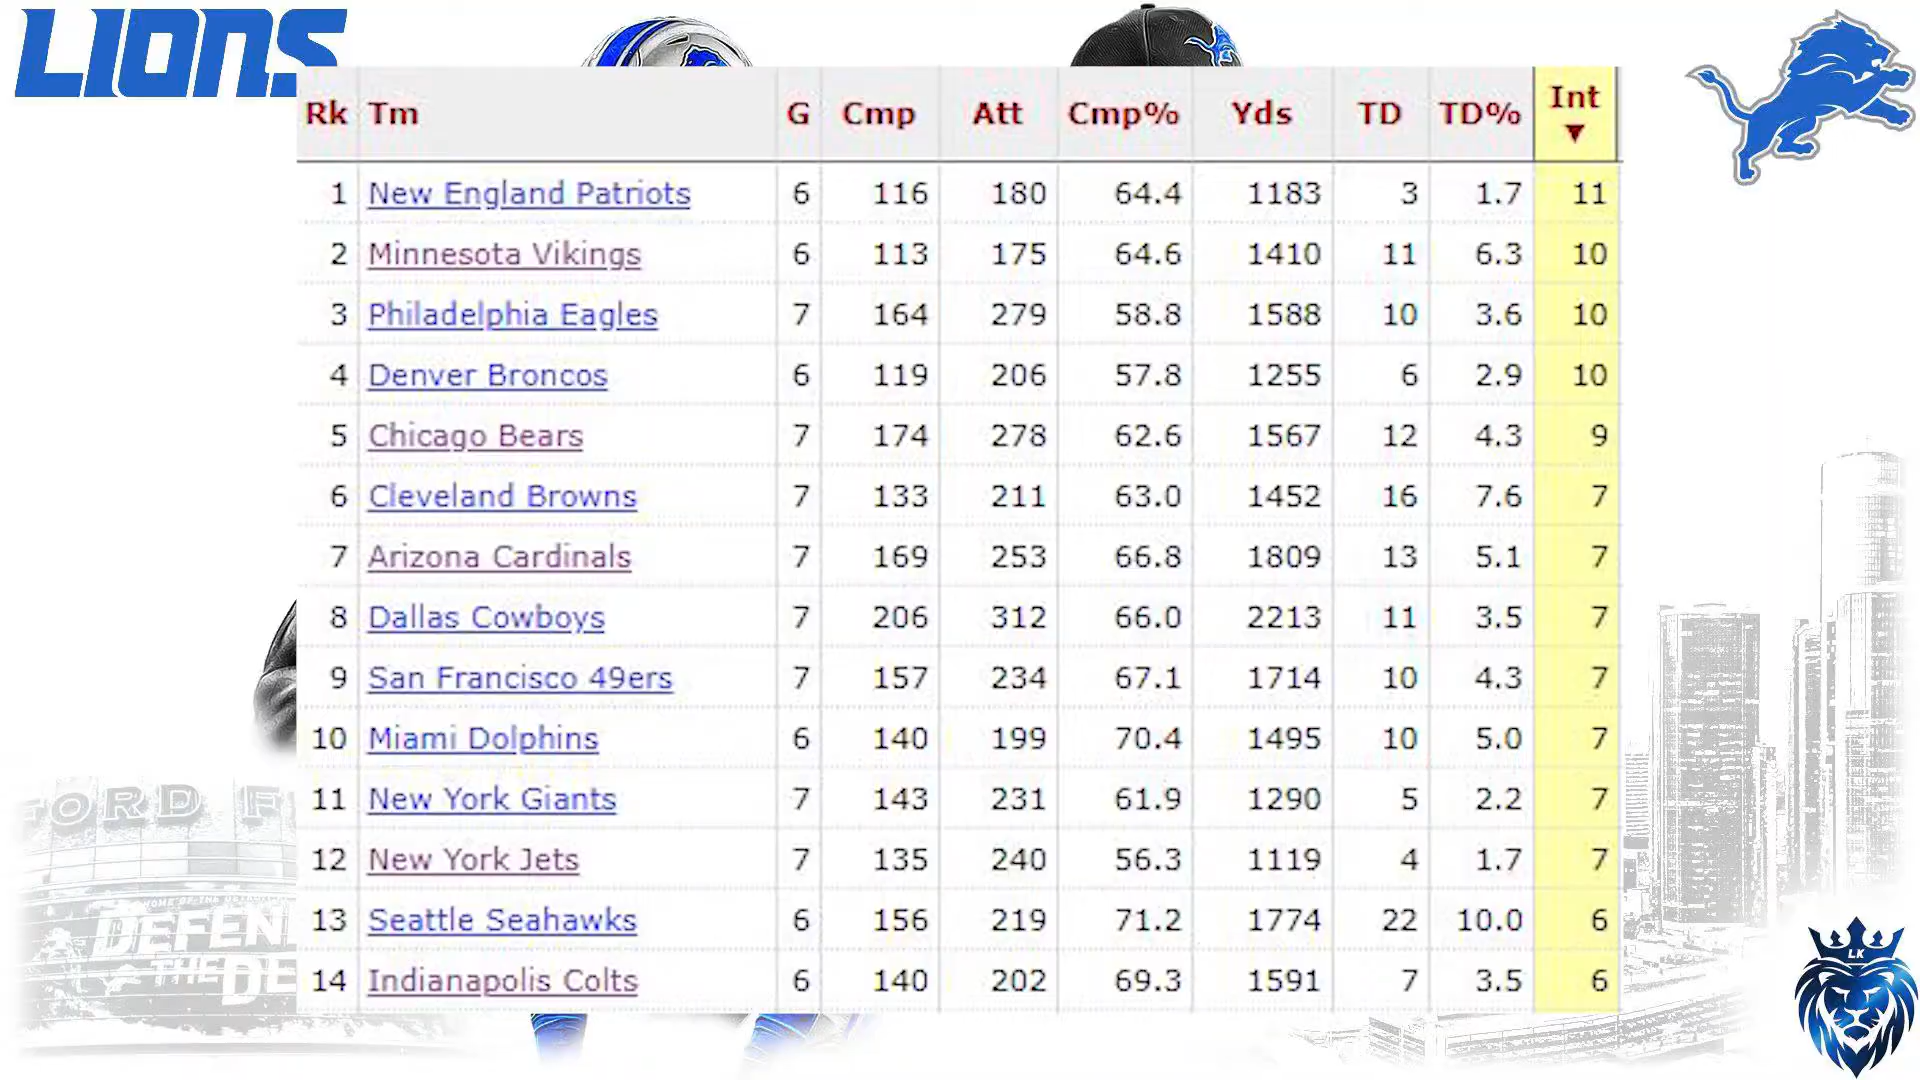 LIONS
Rk Tm G Cmp Att Cmp% Yds TD TD% Int
1 New England Patriots 6 116 180 64.4 1183 3 1.7 11
2 Minnesota Vikings 6 113 175 64.6 1410 11 6.3 10
3 Philadelphia Eagles 7 164 279 58.8 1588 10 3.6 10
4 Denver Broncos 6 119 206 57.8 1255 6 2.9 10
5 Chicago Bears 7 174 278 62.6 1567 12 4.3 9
6 Cleveland Browns 7 133 211 63.0 1452 16 7.6 7
7 Arizona Cardinals 7 169 253 66.8 1809 13 5.1 7
8 Dallas Cowboys 7 206 312 66.0 2213 11 3.5 7
9 San Francisco 49ers 7 157 234 67.1 1714 10 4.3 7
10 Miami Dolphins 6 140 199 70.4 1495 10 5.0 7
11 New York Giants 7 143 231 61.9 1290 5 2.2 7
12 New York Jets 7 135 240 56.3 1119 4 1.7 7
13 Seattle Seahawks 6 156 219 71.2 1774 22 10.0 6
14 Indianapolis Colts 6 140 202 69.3 1591 7 3.5 6
FORD F
HOME OF THE
DEFEN
THE DE
LK